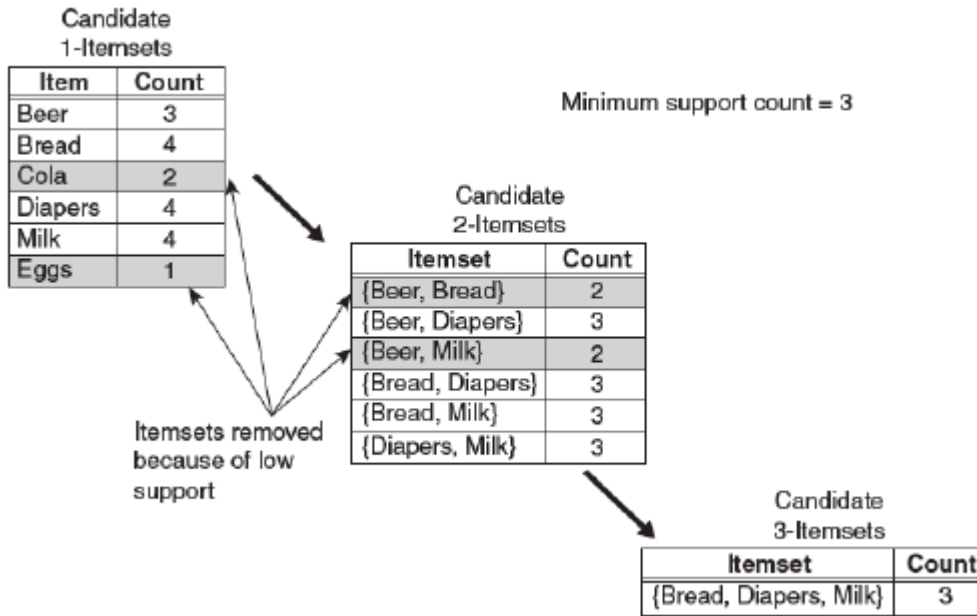 Candidate
1-Itemsets
Item Count
Beer 3
Bread 4
Cola 2
Diapers 4
Milk 4
Eggs 1
Minimum support count = 3
Candidate
2-Itemsets
Itemset Count
{Beer, Bread} 2
{Beer, Diapers} 3
{Beer, Milk} 2
{Bread, Diapers} 3
{Bread, Milk} 3
{Diapers, Milk} 3
Itemsets removed
because of low
support
Candidate
3-Itemsets
Itemset Count
{Bread, Diapers, Milk} 3